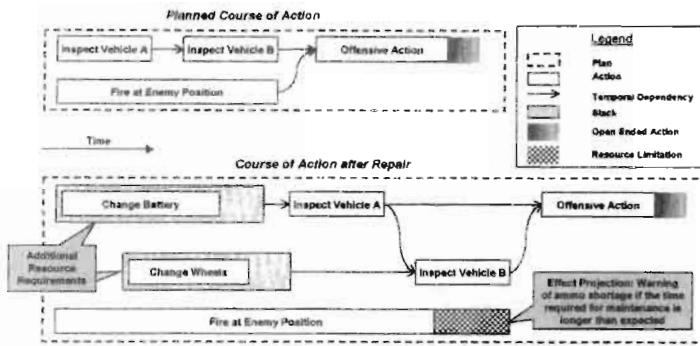 Planned Course of Action
Inspect Vehicle A
Inspect Vehicle B
Offensive Action
Fire at Enemy Position
Legend
Plan
Action
Temporal Dependency
Slack
Open Ended Action
Resource Limitation
Time
Course of Action after Repair
Change Battery
Inspect Vehicle A
Offensive Action
Additional
Resource
Requirements
Change Wheels
Inspect Vehicle B
Effect Projection: Warning
of ammo shortage if the time
required for maintenance is
longer than expected
Fire at Enemy Position